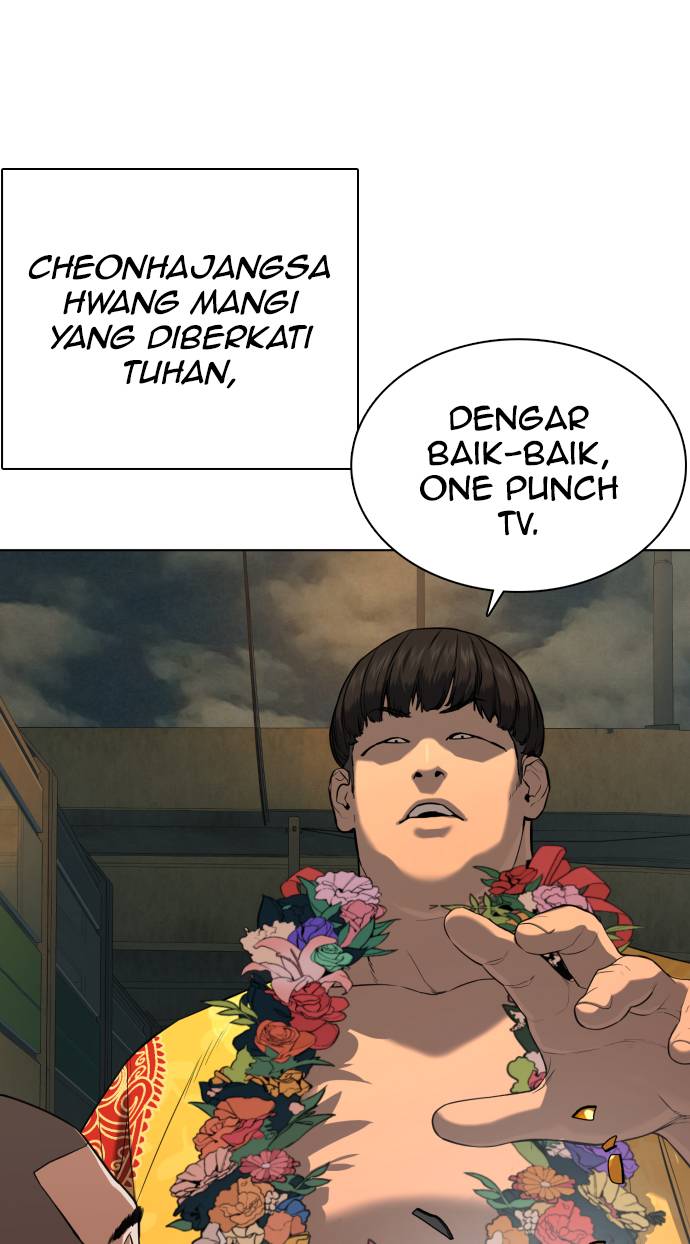 CHEONHAJANGSA
HWANG MANGI
YANG DIBERKATI
TUHAN,
DENGAR
BAIK-BAIK,
ONE PUNCH
TV.